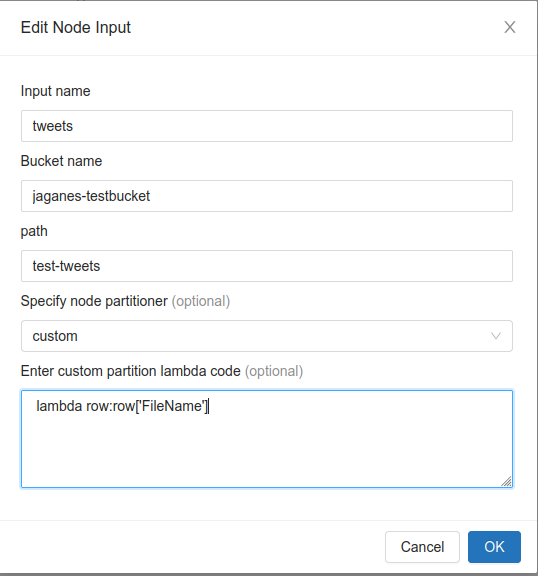 Edit Node Input
Input name
tweets
Bucket name
jaganes-testbucket
path
test-tweets
Specify node partitioner (optional)
custom
Enter custom partition lambda code (optional)
lambda row:row['FileName']
Cancel OK